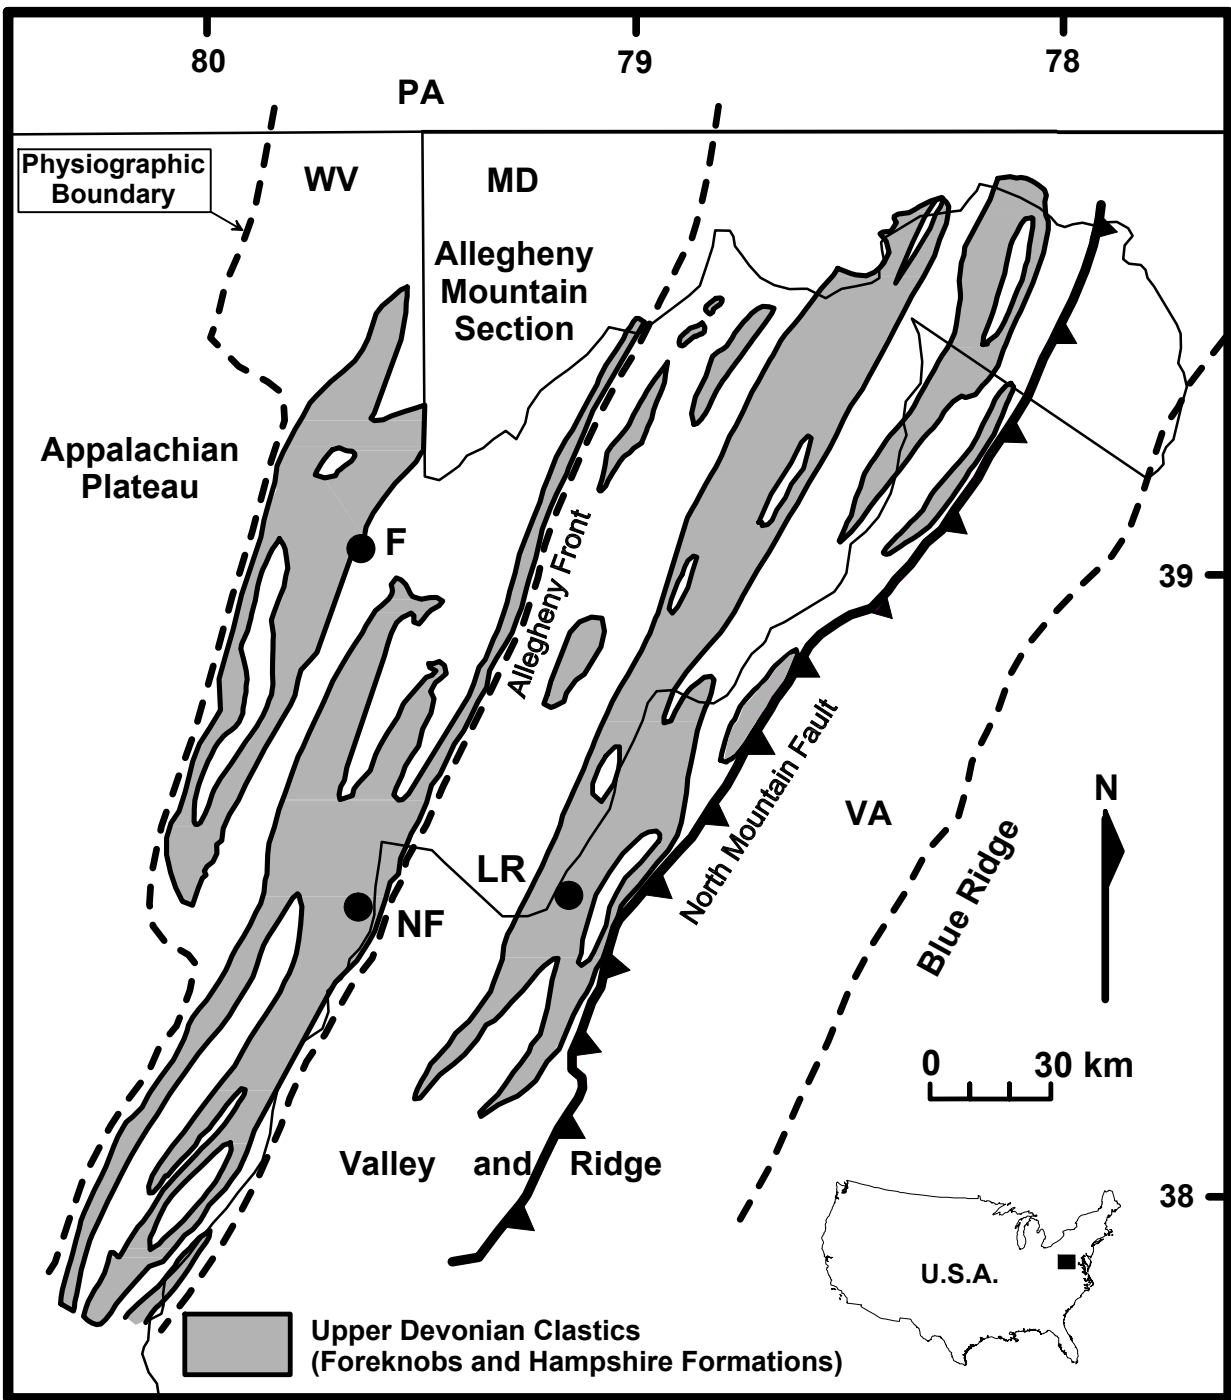 80
79
78
PA
Physiographic
Boundary
WV
MD
Allegheny
Mountain
Section
Appalachian
Plateau
F
Allegheny Front
39
North Mountain Fault
VA
N
LR
NF
Blue Ridge
0 30 km
Valley and Ridge
38
U.S.A.
Upper Devonian Clastics
(Foreknobs and Hampshire Formations)